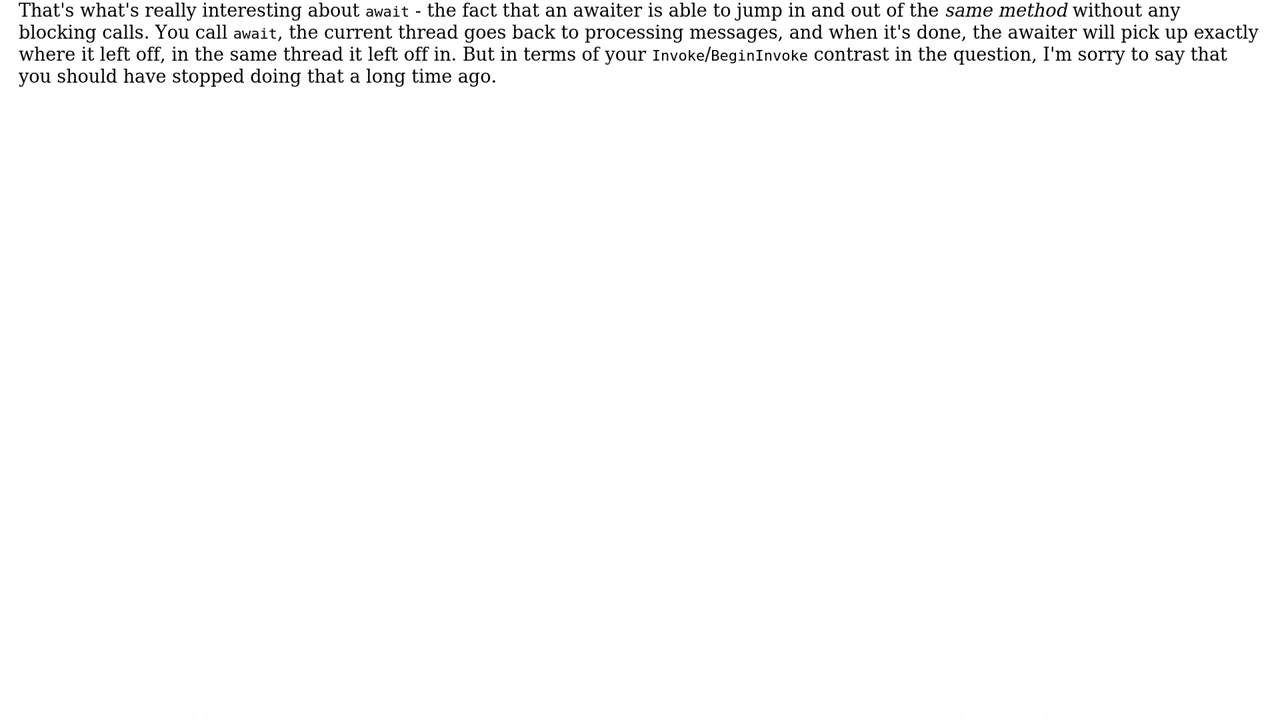 That's what's really interesting about await - the fact that an awaiter is able to jump in and out of the same method without any
blocking calls. You call await, the current thread goes back to processing messages, and when it's done, the awaiter will pick up exactly
where it left off, in the same thread it left off in. But in terms of your Invoke/BeginInvoke contrast in the question, I'm sorry to say that
you should have stopped doing that a long time ago.